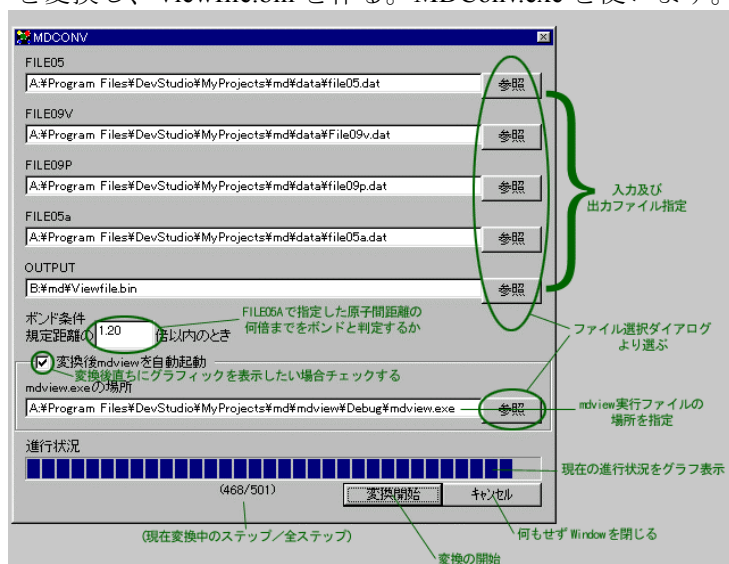 を変換し、Viewfile.bin を作る。MDConv.exe を使います。
MDCONV
FILE05
A:¥Program Files¥DevStudio¥MyProjects¥md¥data¥file05.dat
参照
FILE09V
A:¥Program Files¥DevStudio¥MyProjects¥md¥data¥File09v.dat
参照
FILE09P
A:¥Program Files¥DevStudio¥MyProjects¥md¥data¥file09p.dat
参照
入力及び
出力ファイル指定
FILE05a
A:¥Program Files¥DevStudio¥MyProjects¥md¥data¥file05a.dat
参照
OUTPUT
B:¥md¥Viewfile.bin
参照
ボンド条件
規定距離の 1.20 倍以内のとき
FILE05Aで指定した原子間距離の
何倍までをボンドと判定するか
ファイル選択ダイアログ
より選ぶ
変換後mdviewを自動起動
変換後直ちにグラフィックを表示したい場合チェックする
mdview.exeの場所
A:¥Program Files¥DevStudio¥MyProjects¥md¥mdview¥Debug¥mdview.exe
参照
mdview実行ファイルの
場所を指定
進行状況
現在の進行状況をグラフ表示
(468/501)
変換開始
キャンセル
(現在変換中のステップ／全ステップ)
何もせずWindowを閉じる
変換の開始